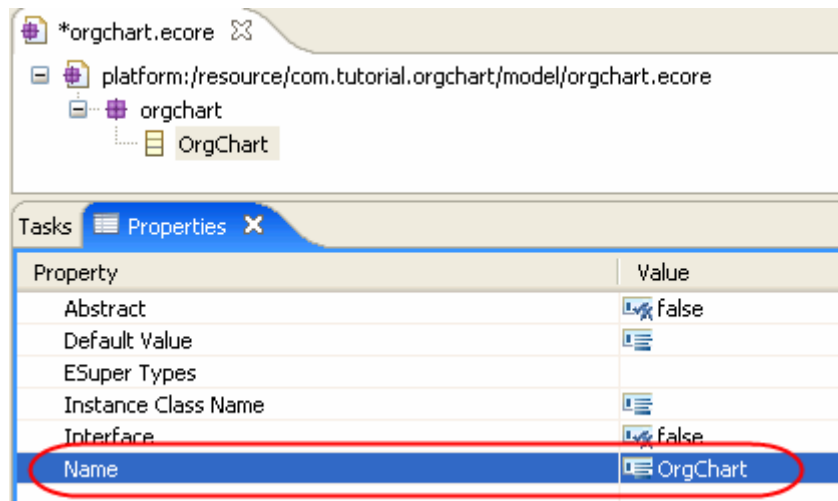 *orgchart.ecore
platform:/resource/com.tutorial.orgchart/model/orgchart.ecore
orgchart
OrgChart
Tasks Properties
Property Value
Abstract false
Default Value
ESuper Types
Instance Class Name
Interface false
Name OrgChart